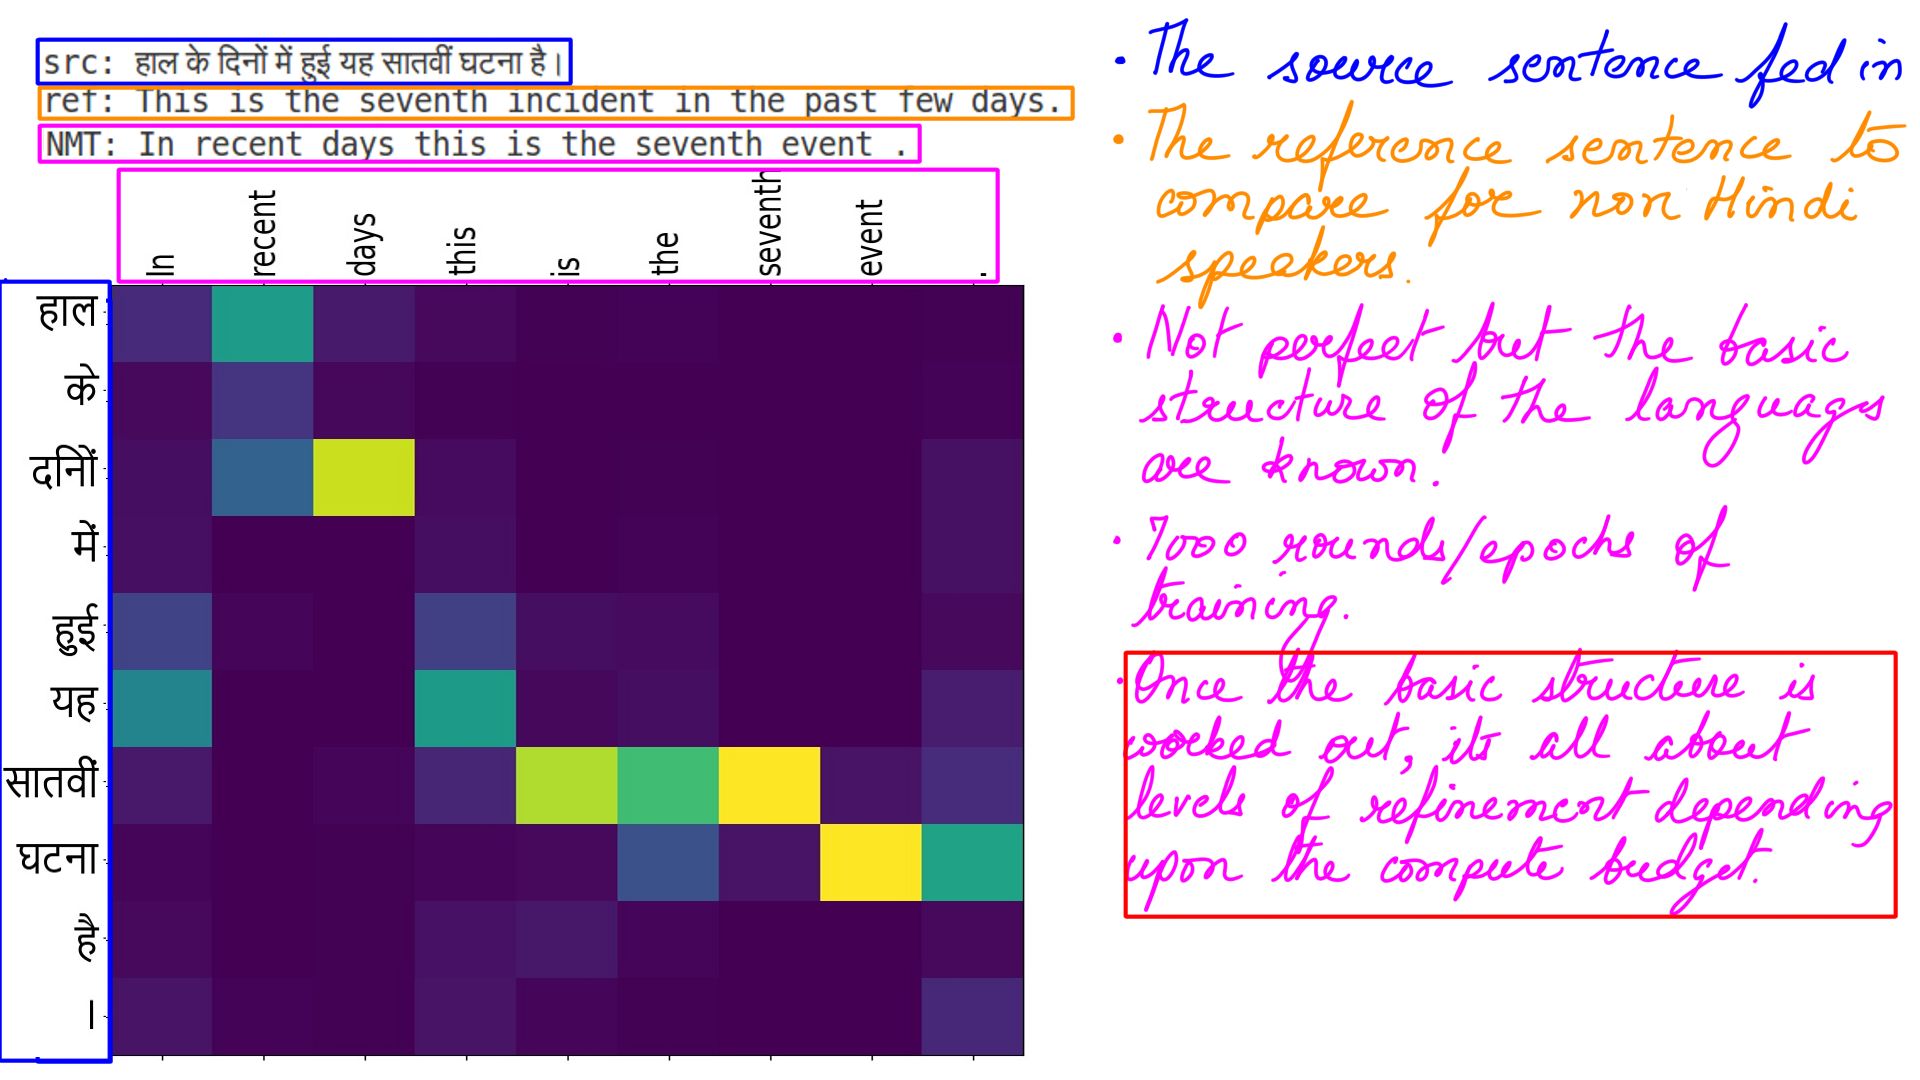 src: हाल के दिनों में हुई यह सातवीं घटना है।
ref: This is the seventh incident in the past few days.
NMT: In recent days this is the seventh event .
In recent days this is the seventh event .
हाल
के
दिनों
में
हुई
यह
सातवीं
घटना
है
।
· The source sentence fed in
· The reference sentence to
compare for non Hindi
speakers.
· Not perfect but the basic
structure of the languages
are known.
· 7000 rounds/epochs of
training.
· Once the basic structure is
worked out, its all about
levels of refinement depending
upon the compute budget.